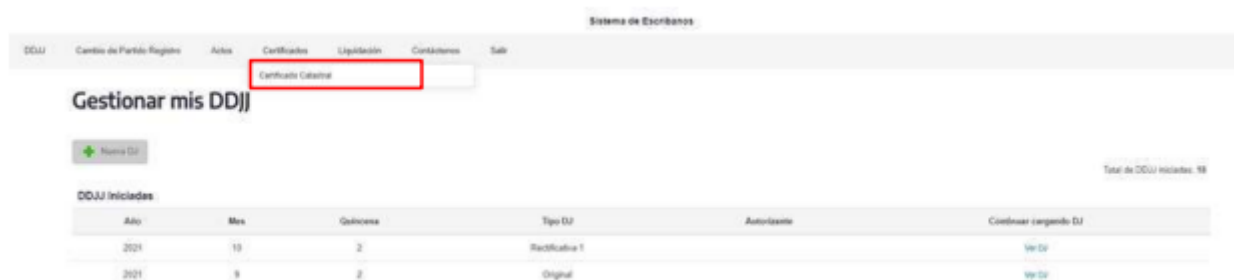 Sistema de Escribanos
DDJJ Cambio de Partido Registro Actos Certificados Liquidación Contáctenos Salir
Certificado Catastral
Gestionar mis DDJJ
Nueva DJ
Total de DDJJ iniciadas: 10
DDJJ Iniciadas
Año Mes Quincena Tipo DJ Autorizante Continuar cargando DJ
2021 10 2 Rectificativa 1 Ver DJ
2021 9 2 Original Ver DJ